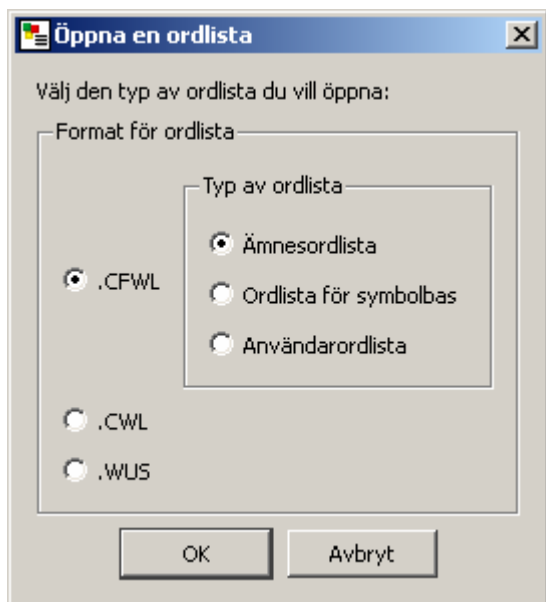 Öppna en ordlista
Välj den typ av ordlista du vill öppna:
Format för ordlista
Typ av ordlista
Ämnesordlista
.CFWL
Ordlista för symbolbas
Användarordlista
.CWL
.WUS
OK
Avbryt